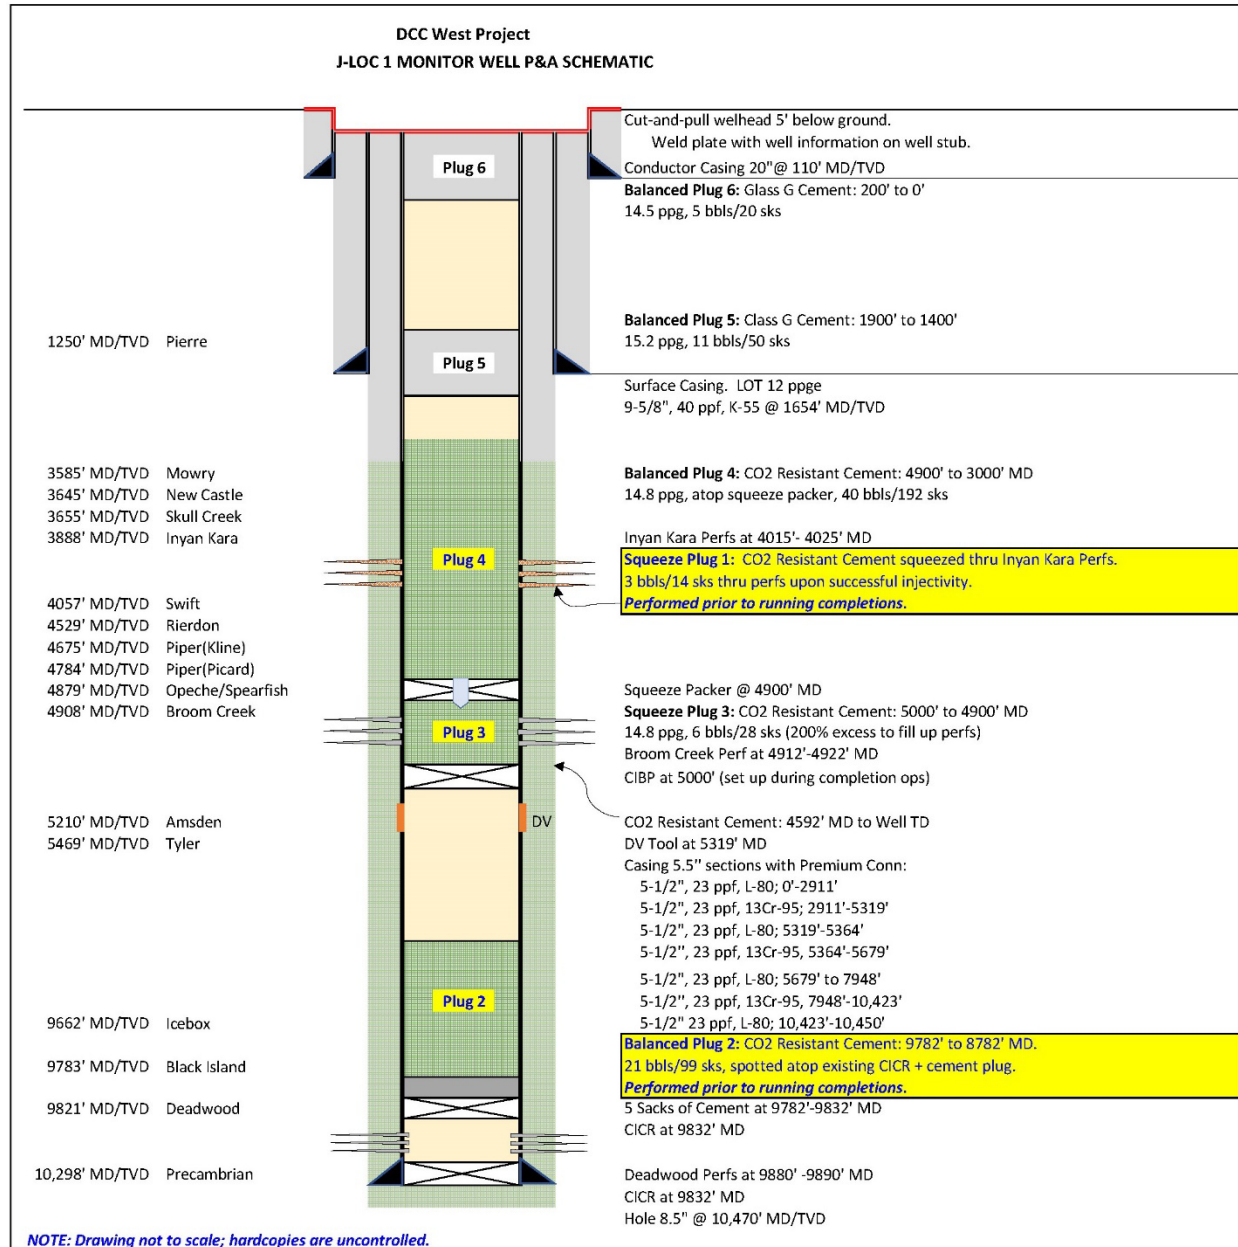 DCC West Project
J-LOC 1 MONITOR WELL P&A SCHEMATIC
Cut-and-pull welhead 5' below ground.
Weld plate with well information on well stub.
Conductor Casing 20"@ 110' MD/TVD
Plug 6
Balanced Plug 6: Glass G Cement: 200' to 0'
14.5 ppg, 5 bbls/20 sks
Balanced Plug 5: Class G Cement: 1900' to 1400'
1250' MD/TVD Pierre
15.2 ppg, 11 bbls/50 sks
Plug 5
Surface Casing. LOT 12 ppge
9-5/8", 40 ppf, K-55 @ 1654' MD/TVD
3585' MD/TVD Mowry
Balanced Plug 4: CO2 Resistant Cement: 4900' to 3000' MD
3645' MD/TVD New Castle
14.8 ppg, atop squeeze packer, 40 bbls/192 sks
3655' MD/TVD Skull Creek
3888' MD/TVD Inyan Kara
Inyan Kara Perfs at 4015'- 4025' MD
Plug 4
Squeeze Plug 1: CO2 Resistant Cement squeezed thru Inyan Kara Perfs.
3 bbls/14 sks thru perfs upon successful injectivity.
Performed prior to running completions.
4057' MD/TVD Swift
4529' MD/TVD Rierdon
4675' MD/TVD Piper(Kline)
4784' MD/TVD Piper(Picard)
4879' MD/TVD Opeche/Spearfish
Squeeze Packer @ 4900' MD
4908' MD/TVD Broom Creek
Squeeze Plug 3: CO2 Resistant Cement: 5000' to 4900' MD
Plug 3
14.8 ppg, 6 bbls/28 sks (200% excess to fill up perfs)
Broom Creek Perf at 4912'-4922' MD
CIBP at 5000' (set up during completion ops)
5210' MD/TVD Amsden
DV
CO2 Resistant Cement: 4592' MD to Well TD
5469' MD/TVD Tyler
DV Tool at 5319' MD
Casing 5.5" sections with Premium Conn:
5-1/2", 23 ppf, L-80; 0'-2911'
5-1/2", 23 ppf, 13Cr-95; 2911'-5319'
5-1/2", 23 ppf, L-80; 5319'-5364'
5-1/2", 23 ppf, 13Cr-95, 5364'-5679'
5-1/2", 23 ppf, L-80; 5679' to 7948'
Plug 2
5-1/2", 23 ppf, 13Cr-95, 7948'-10,423'
9662' MD/TVD Icebox
5-1/2" 23 ppf, L-80; 10,423'-10,450'
Balanced Plug 2: CO2 Resistant Cement: 9782' to 8782' MD.
9783' MD/TVD Black Island
21 bbls/99 sks, spotted atop existing CICR + cement plug.
Performed prior to running completions.
9821' MD/TVD Deadwood
5 Sacks of Cement at 9782'-9832' MD
CICR at 9832' MD
10,298' MD/TVD Precambrian
Deadwood Perfs at 9880' -9890' MD
CICR at 9832' MD
Hole 8.5" @ 10,470' MD/TVD
NOTE: Drawing not to scale; hardcopies are uncontrolled.